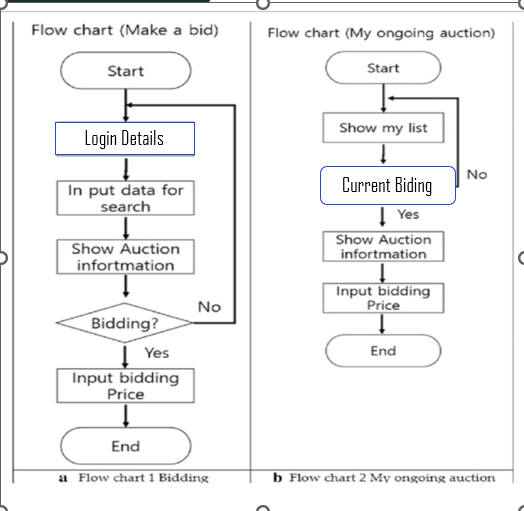 Flow chart (Make a bid)
Start
Login Details
In put data for
search
Show Auction
infortmation
Bidding?
No
Yes
Input bidding
Price
End
a Flow chart 1 Bidding
Flow chart (My ongoing auction)
Start
Show my list
Current Biding
No
Yes
Show Auction
infortmation
Input bidding
Price
End
b Flow chart 2 My ongoing auction